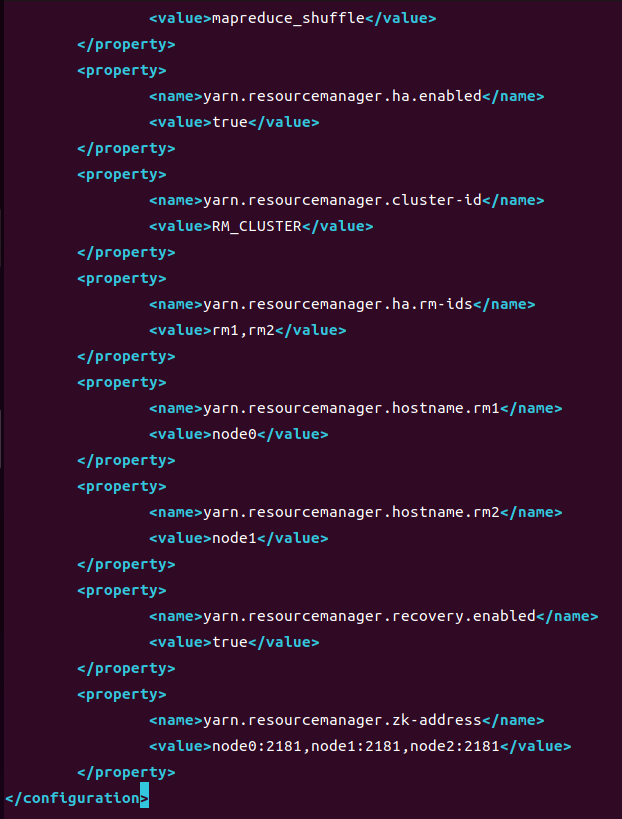 <value>mapreduce_shuffle</value>
</property>
<property>
<name>yarn.resourcemanager.ha.enabled</name>
<value>true</value>
</property>
<property>
<name>yarn.resourcemanager.cluster-id</name>
<value>RM_CLUSTER</value>
</property>
<property>
<name>yarn.resourcemanager.ha.rm-ids</name>
<value>rm1,rm2</value>
</property>
<property>
<name>yarn.resourcemanager.hostname.rm1</name>
<value>node0</value>
</property>
<property>
<name>yarn.resourcemanager.hostname.rm2</name>
<value>node1</value>
</property>
<property>
<name>yarn.resourcemanager.recovery.enabled</name>
<value>true</value>
</property>
<property>
<name>yarn.resourcemanager.zk-address</name>
<value>node0:2181,node1:2181,node2:2181</value>
</property>
</configuration>